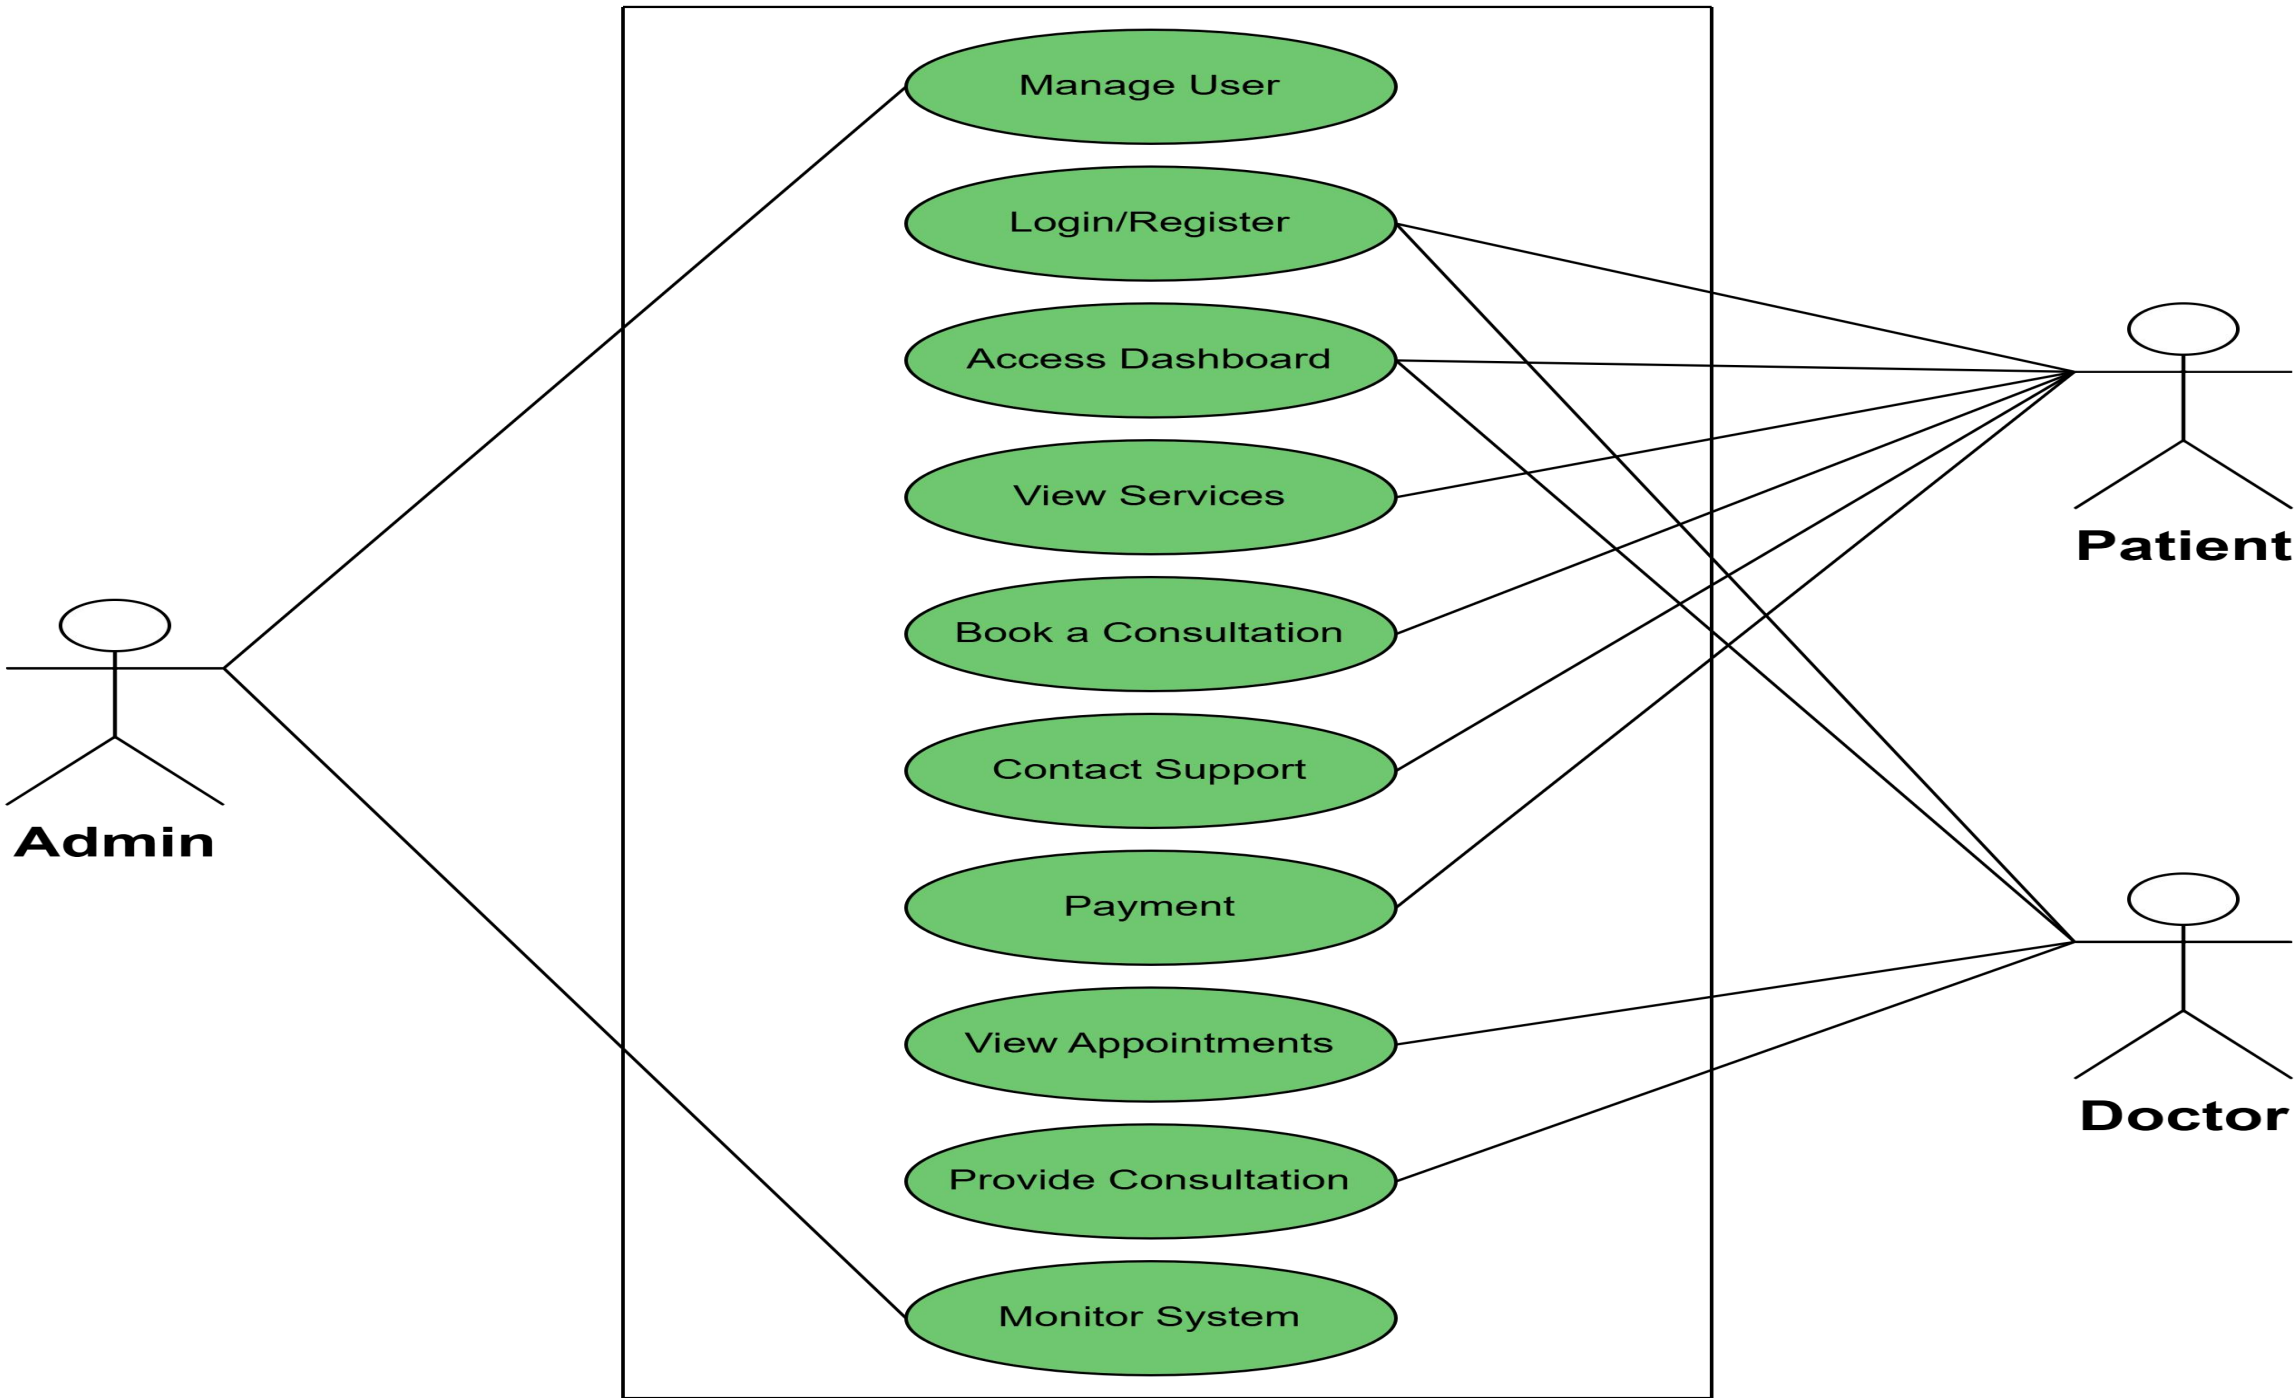 Manage User
Login/Register
Access Dashboard
View Services
Book a Consultation
Contact Support
Payment
View Appointments
Provide Consultation
Monitor System
Admin
Patient
Doctor